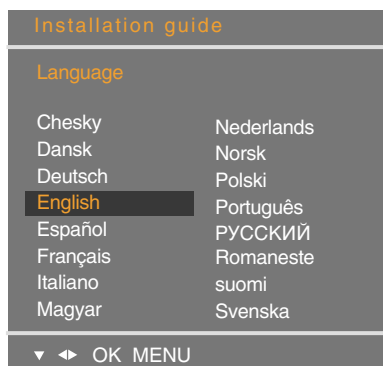 Installation guide
Language
Chesky
Dansk
Deutsch
English
Español
Français
Italiano
Magyar
Nederlands
Norsk
Polski
Português
РУССКИЙ
Romaneste
suomi
Svenska
OK MENU